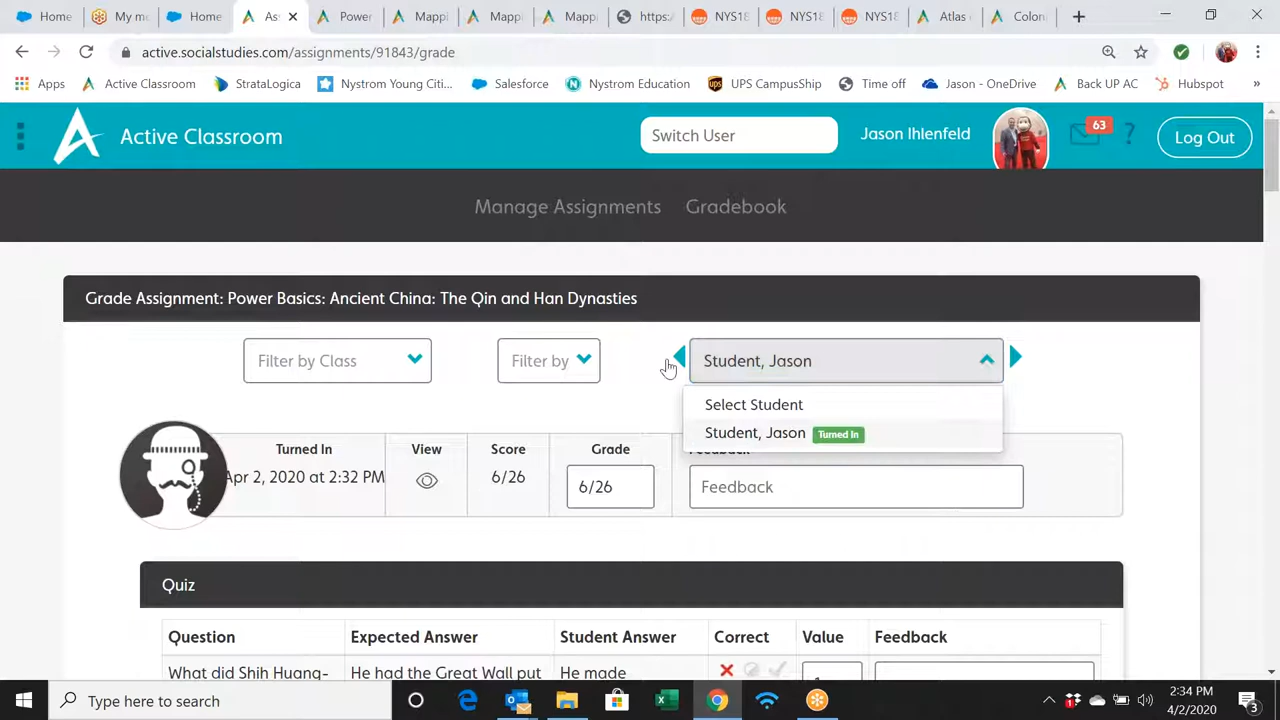 Home
My m
Home
As
Power
Mappi
Mappi
Mapp
https:
NYS18
NYS18
NYS18
Atlas
Colon
active.socialstudies.com/assignments/91843/grade
Apps
Active Classroom
StrataLogica
Nystrom Young Citi...
Salesforce
Nystrom Education
UPS CampusShip
Time off
Jason - OneDrive
Back UP AC
Hubspot
»
Active Classroom
Switch User
Jason Ihlenfeld
63
?
Log Out
Manage Assignments
Gradebook
Grade Assignment: Power Basics: Ancient China: The Qin and Han Dynasties
Filter by Class
Filter by
Student, Jason
Select Student
Student, Jason Turned In
Turned In
View
Score
Grade
Feedback
Apr 2, 2020 at 2:32 PM
6/26
6/26
Feedback
Quiz
Question
Expected Answer
Student Answer
Correct
Value
Feedback
What did Shih Huang-
He had the Great Wall put
He made
Type here to search
2:34 PM
4/2/2020
3